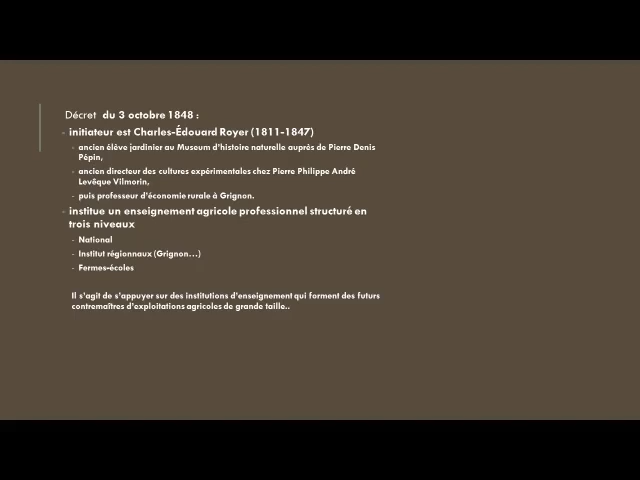 Décret du 3 octobre 1848 :
- initiateur est Charles-Édouard Royer (1811-1847)
- ancien élève jardinier au Museum d'histoire naturelle auprès de Pierre Denis
Pépin,
- ancien directeur des cultures expérimentales chez Pierre Philippe André
Levêque Vilmorin,
- puis professeur d'économie rurale à Grignon.
- institue un enseignement agricole professionnel structuré en
trois niveaux
- National
- Institut régionnaux (Grignon…)
- Fermes-écoles
Il s'agit de s'appuyer sur des institutions d'enseignement qui forment des futurs
contremaîtres d'exploitations agricoles de grande taille..